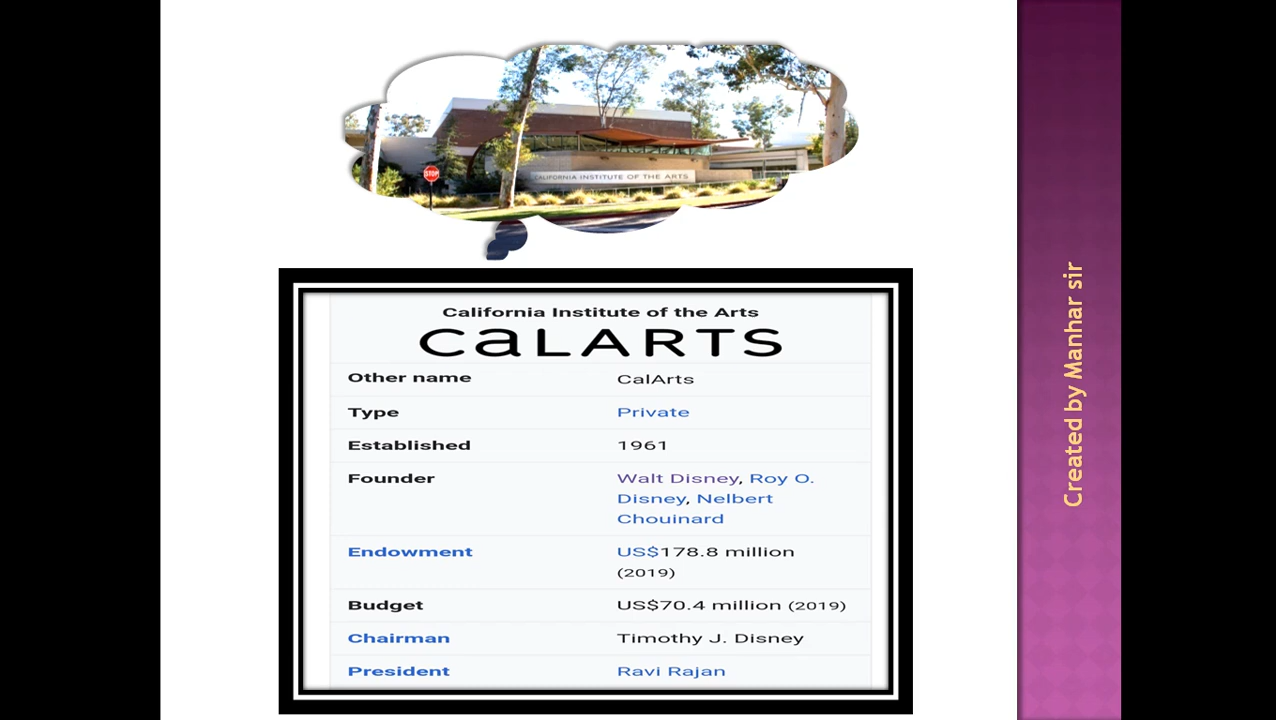 STOP
CALIFORNIA INSTITUTE OF THE ARTS
California Institute of the Arts
CaLARTS
Other name CalArts
Type Private
Established 1961
Founder Walt Disney, Roy O.
Disney, Nelbert
Chouinard
Endowment US$178.8 million
(2019)
Budget US$70.4 million (2019)
Chairman Timothy J. Disney
President Ravi Rajan
Created by Manhar sir